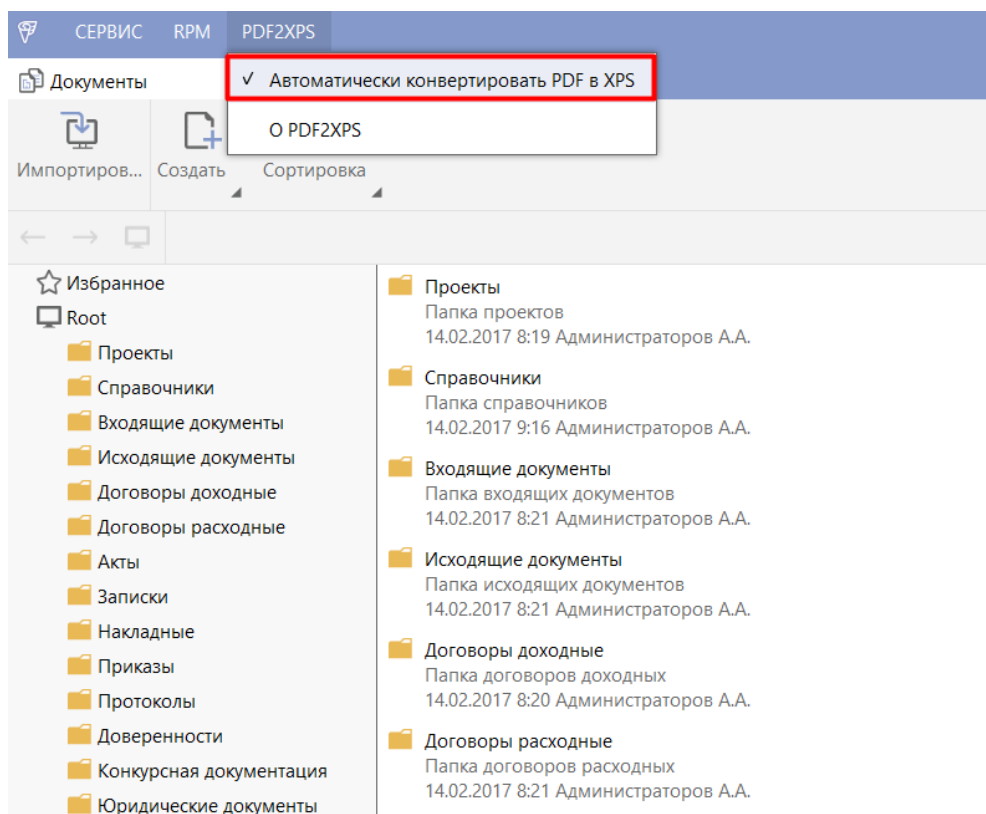 СЕРВИС RPM PDF2XPS
Документы
✓ Автоматически конвертировать PDF в XPS
О PDF2XPS
Импортиров... Создать Сортировка
Избранное
Root
Проекты
Справочники
Входящие документы
Исходящие документы
Договоры доходные
Договоры расходные
Акты
Записки
Накладные
Приказы
Протоколы
Доверенности
Конкурсная документация
Юридические документы
Проекты
Папка проектов
14.02.2017 8:19 Администраторов А.А.
Справочники
Папка справочников
14.02.2017 9:16 Администраторов А.А.
Входящие документы
Папка входящих документов
14.02.2017 8:21 Администраторов А.А.
Исходящие документы
Папка исходящих документов
14.02.2017 8:21 Администраторов А.А.
Договоры доходные
Папка договоров доходных
14.02.2017 8:20 Администраторов А.А.
Договоры расходные
Папка договоров расходных
14.02.2017 8:21 Администраторов А.А.